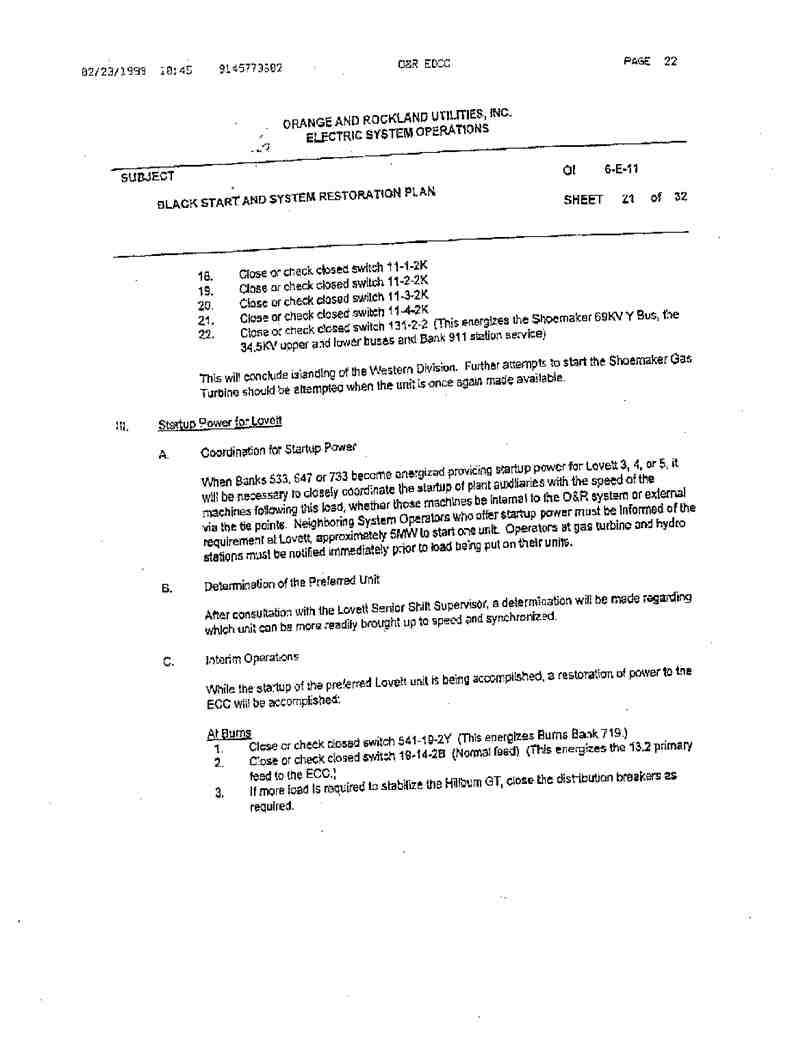 02/23/1999 10:45 9145773602 O&R EDCC PAGE 22
ORANGE AND ROCKLAND UTILITIES, INC.
ELECTRIC SYSTEM OPERATIONS
SUBJECT
OI 6-E-11
BLACK START AND SYSTEM RESTORATION PLAN
SHEET 21 of 32
18. Close or check closed switch 11-1-2K
19. Close or check closed switch 11-2-2K
20. Close or check closed switch 11-3-2K
21. Close or check closed switch 11-4-2K
22. Close or check closed switch 131-2-2 (This energizes the Shoemaker 69KV Y Bus, the
34.5KV upper and lower buses and Bank 911 station service)
This will conclude islanding of the Western Division. Further attempts to start the Shoemaker Gas
Turbine should be attempted when the unit is once again made available.
III. Startup Power for Lovett
A. Coordination for Startup Power
When Banks 533, 647 or 733 become energized providing startup power for Lovett 3, 4, or 5, it
will be necessary to closely coordinate the startup of plant auxiliaries with the speed of the
machines following this load, whether those machines be internal to the O&R system or external
via the tie points. Neighboring System Operators who offer startup power must be informed of the
requirement at Lovett, approximately 5MW to start one unit. Operators at gas turbine and hydro
stations must be notified immediately prior to load being put on their units.
B. Determination of the Preferred Unit
After consultation with the Lovett Senior Shift Supervisor, a determination will be made regarding
which unit can be more readily brought up to speed and synchronized.
C. Interim Operations
While the startup of the preferred Lovett unit is being accomplished, a restoration of power to the
ECC will be accomplished:
At Burns
1. Close or check closed switch 541-19-2Y (This energizes Burns Bank 719.)
2. Close or check closed switch 19-14-2B (Normal feed) (This energizes the 13.2 primary
feed to the ECC.)
3. If more load is required to stabilize the Hillburn GT, close the distribution breakers as
required.